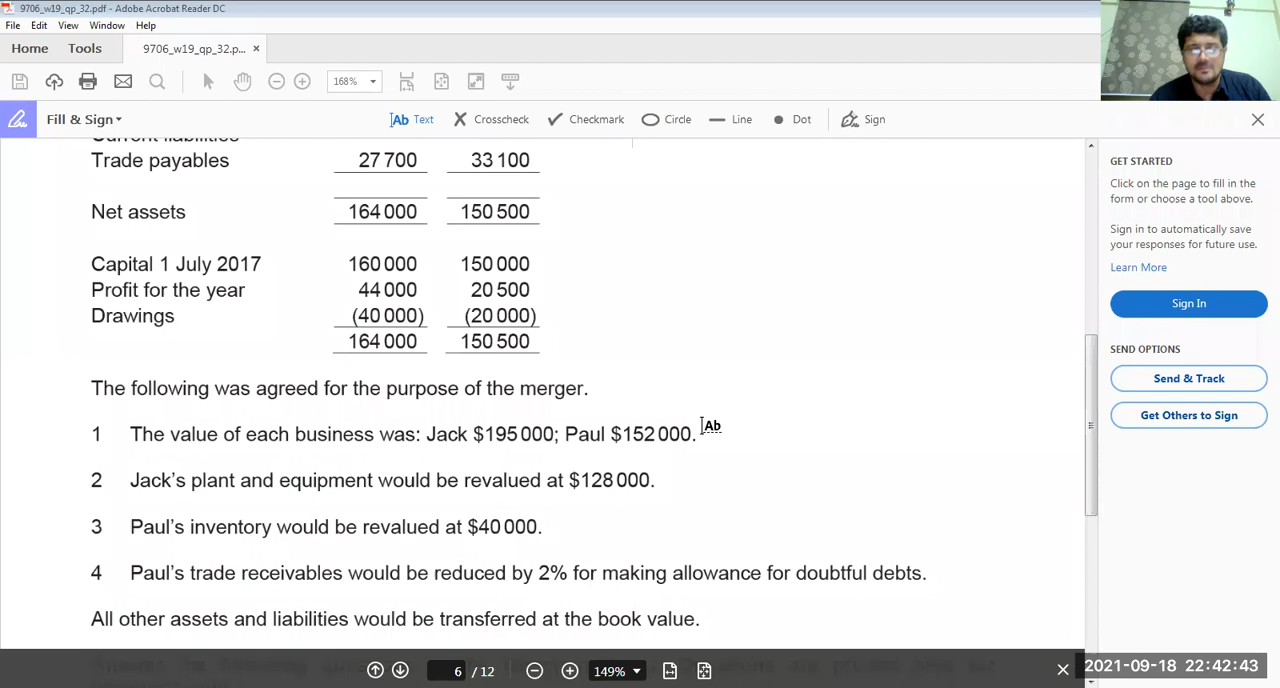 9706_w19_qp_32.pdf - Adobe Acrobat Reader DC
File Edit View Window Help
Home Tools 9706_w19_qp_32.p... ×
168%
Fill & Sign
Ab Text Crosscheck Checkmark Circle Line Dot Sign
Current liabilities
Trade payables 27 700 33 100
Net assets 164 000 150 500
Capital 1 July 2017 160 000 150 000
Profit for the year 44 000 20 500
Drawings (40 000) (20 000)
164 000 150 500
The following was agreed for the purpose of the merger.
1 The value of each business was: Jack $195 000; Paul $152 000. Ab
2 Jack's plant and equipment would be revalued at $128 000.
3 Paul's inventory would be revalued at $40 000.
4 Paul's trade receivables would be reduced by 2% for making allowance for doubtful debts.
All other assets and liabilities would be transferred at the book value.
GET STARTED
Click on the page to fill in the
form or choose a tool above.
Sign in to automatically save
your responses for future use.
Learn More
Sign In
SEND OPTIONS
Send & Track
Get Others to Sign
6 / 12 149%
2021-09-18 22:42:43